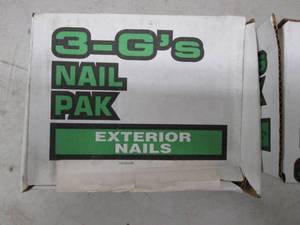 3-G's
NAIL
PAK
EXTERIOR
NAILS